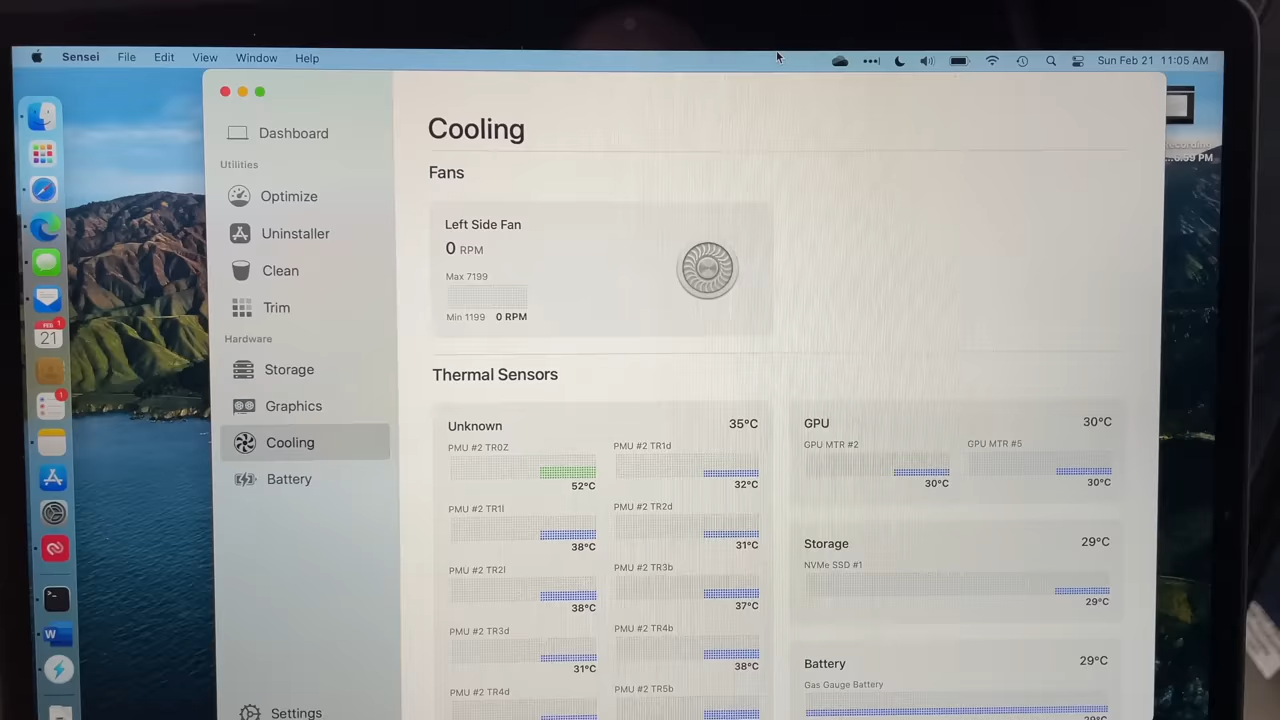 Sensei File Edit View Window Help Sun Feb 21 11:05 AM
Dashboard
Utilities
Optimize
Uninstaller
Clean
Trim
Hardware
Storage
Graphics
Cooling
Battery
Settings
Cooling
Fans
Left Side Fan
0 RPM
Max 7199
Min 1199 0 RPM
Thermal Sensors
Unknown 35°C
PMU #2 TR0Z PMU #2 TR1d
52°C 32°C
PMU #2 TR1l PMU #2 TR2d
38°C 31°C
PMU #2 TR2l PMU #2 TR3b
38°C 37°C
PMU #2 TR3d PMU #2 TR4b
31°C 38°C
PMU #2 TR4d PMU #2 TR5b
GPU 30°C
GPU MTR #2 GPU MTR #5
30°C 30°C
Storage 29°C
NVMe SSD #1
29°C
Battery 29°C
Gas Gauge Battery
FEB
21
1
1
W
PM